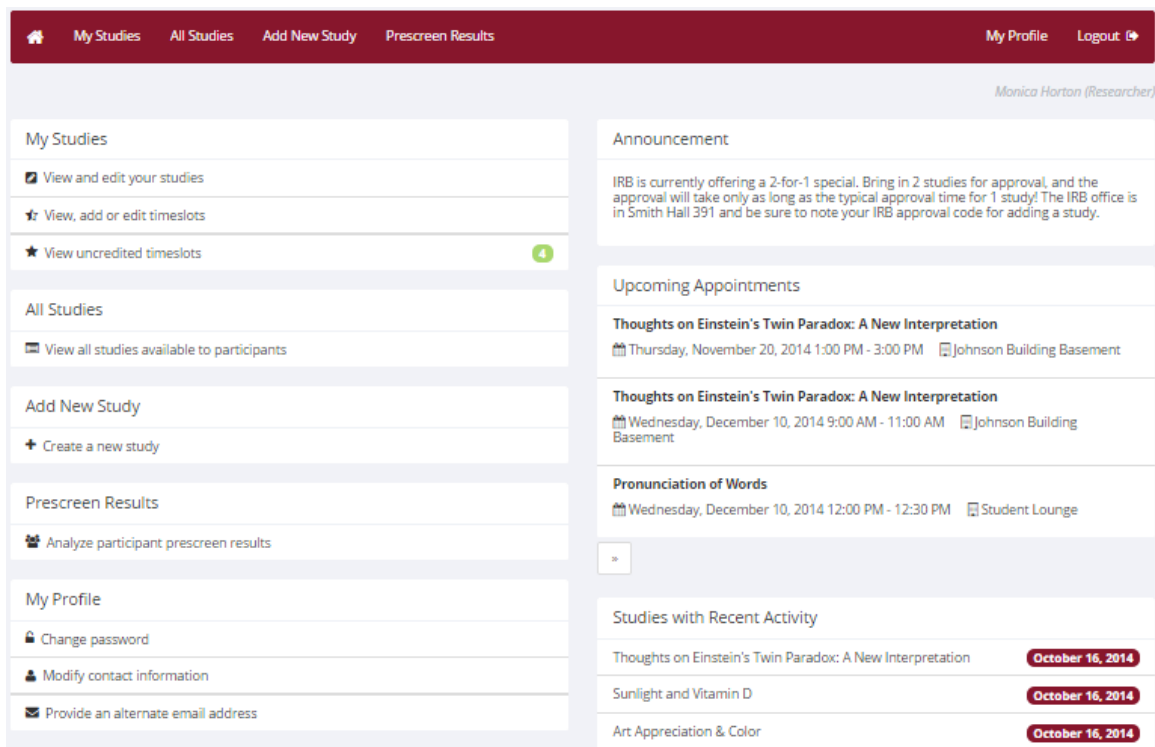 My Studies All Studies Add New Study Prescreen Results My Profile Logout
Monica Horton (Researcher)
My Studies
View and edit your studies
View, add or edit timeslots
View uncredited timeslots 4
All Studies
View all studies available to participants
Add New Study
Create a new study
Prescreen Results
Analyze participant prescreen results
My Profile
Change password
Modify contact information
Provide an alternate email address
Announcement
IRB is currently offering a 2-for-1 special. Bring in 2 studies for approval, and the
approval will take only as long as the typical approval time for 1 study! The IRB office is
in Smith Hall 391 and be sure to note your IRB approval code for adding a study.
Upcoming Appointments
Thoughts on Einstein's Twin Paradox: A New Interpretation
Thursday, November 20, 2014 1:00 PM - 3:00 PM Johnson Building Basement
Thoughts on Einstein's Twin Paradox: A New Interpretation
Wednesday, December 10, 2014 9:00 AM - 11:00 AM Johnson Building
Basement
Pronunciation of Words
Wednesday, December 10, 2014 12:00 PM - 12:30 PM Student Lounge
»
Studies with Recent Activity
Thoughts on Einstein's Twin Paradox: A New Interpretation October 16, 2014
Sunlight and Vitamin D October 16, 2014
Art Appreciation & Color October 16, 2014